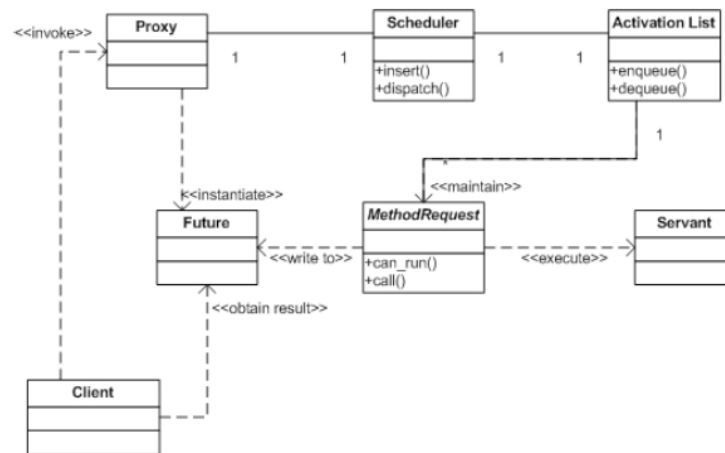 <<invoke>>
Proxy
Scheduler
Activation List
1
1
1
1
+insert()
+dispatch()
+enqueue()
+dequeue()
1
*
<<instantiate>>
<<maintain>>
Future
MethodRequest
Servant
<<write to>>
+can_run()
+call()
<<execute>>
<<obtain result>>
Client